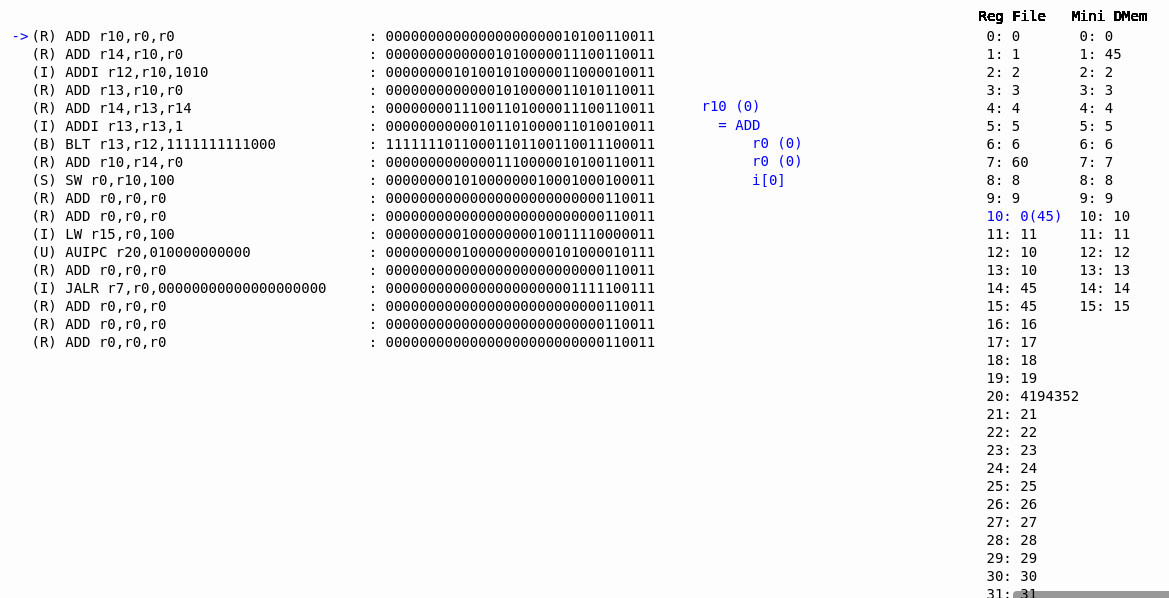 Reg File Mini DMem
->(R) ADD r10,r0,r0 : 00000000000000000000010100110011 0: 0 0: 0
(R) ADD r14,r10,r0 : 00000000000001010000011100110011 1: 1 1: 45
(I) ADDI r12,r10,1010 : 00000000101001010000011000010011 2: 2 2: 2
(R) ADD r13,r10,r0 : 00000000000001010000011010110011 3: 3 3: 3
(R) ADD r14,r13,r14 : 00000000111001101000011100110011 r10 (0) 4: 4 4: 4
(I) ADDI r13,r13,1 : 00000000000101101000011010010011 = ADD 5: 5 5: 5
(B) BLT r13,r12,1111111111000 : 11111110110001101100110011100011 r0 (0) 6: 6 6: 6
(R) ADD r10,r14,r0 : 00000000000001110000010100110011 r0 (0) 7: 60 7: 7
(S) SW r0,r10,100 : 00000000101000000010001000100011 i[0] 8: 8 8: 8
(R) ADD r0,r0,r0 : 00000000000000000000000000110011 9: 9 9: 9
(R) ADD r0,r0,r0 : 00000000000000000000000000110011 10: 0(45) 10: 10
(I) LW r15,r0,100 : 00000000010000000010011110000011 11: 11 11: 11
(U) AUIPC r20,010000000000 : 00000000010000000000101000010111 12: 10 12: 12
(R) ADD r0,r0,r0 : 00000000000000000000000000110011 13: 10 13: 13
(I) JALR r7,r0,00000000000000000000 : 00000000000000000000001111100111 14: 45 14: 14
(R) ADD r0,r0,r0 : 00000000000000000000000000110011 15: 45 15: 15
(R) ADD r0,r0,r0 : 00000000000000000000000000110011 16: 16
(R) ADD r0,r0,r0 : 00000000000000000000000000110011 17: 17
18: 18
19: 19
20: 4194352
21: 21
22: 22
23: 23
24: 24
25: 25
26: 26
27: 27
28: 28
29: 29
30: 30
31: 31